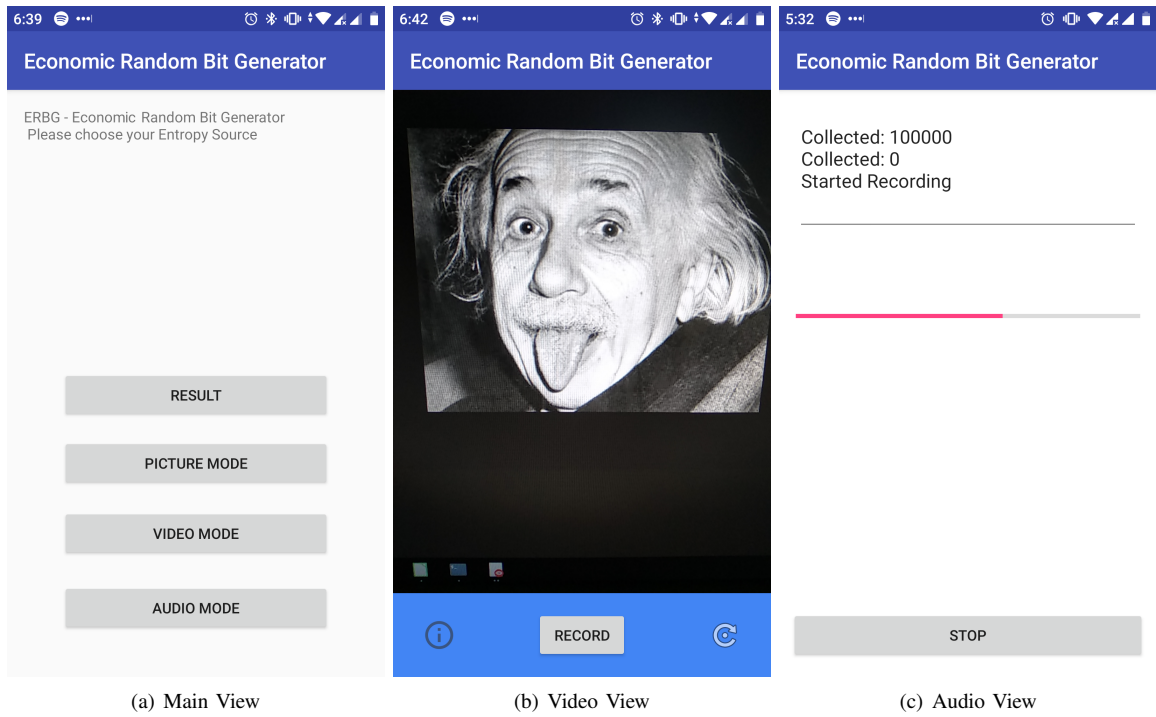 6:39
Economic Random Bit Generator
ERBG - Economic Random Bit Generator
Please choose your Entropy Source
RESULT
PICTURE MODE
VIDEO MODE
AUDIO MODE
(a) Main View
6:42
Economic Random Bit Generator
RECORD
(b) Video View
5:32
Economic Random Bit Generator
Collected: 100000
Collected: 0
Started Recording
STOP
(c) Audio View